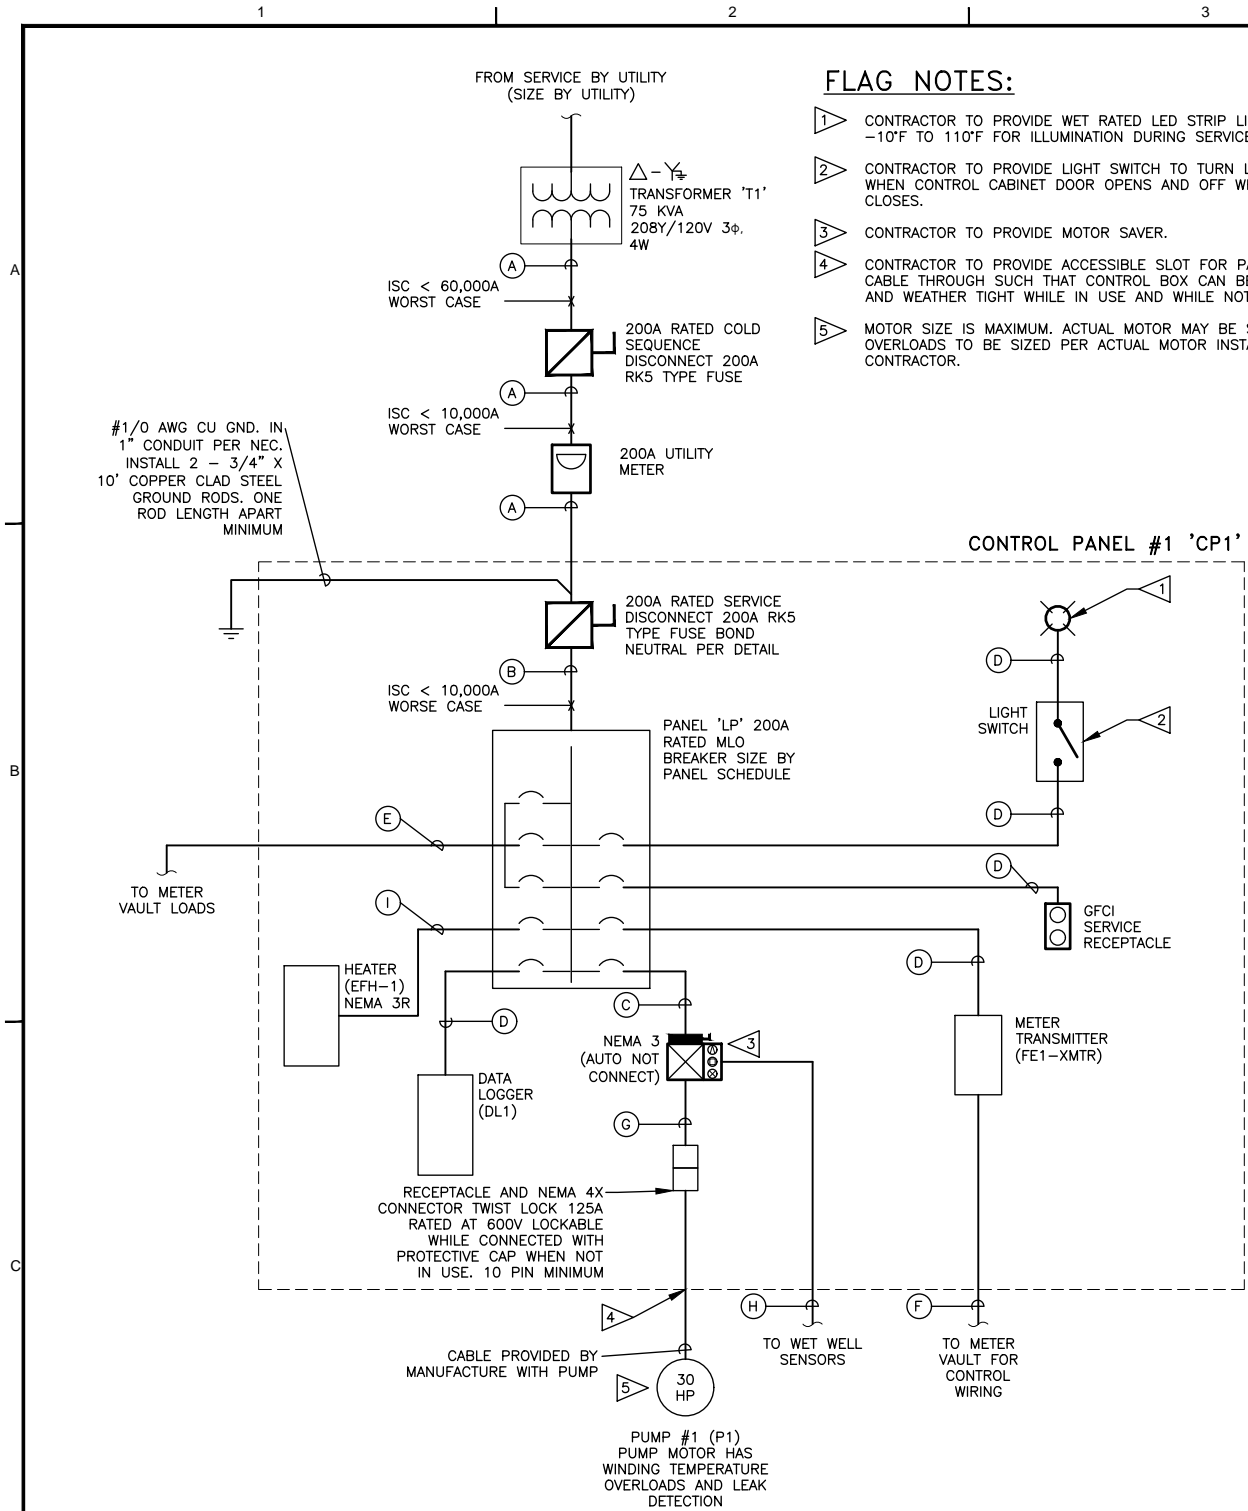 1
2
3
FROM SERVICE BY UTILITY
(SIZE BY UTILITY)
FLAG NOTES:
1 CONTRACTOR TO PROVIDE WET RATED LED STRIP LI
-10°F TO 110°F FOR ILLUMINATION DURING SERVICE
2 CONTRACTOR TO PROVIDE LIGHT SWITCH TO TURN L
WHEN CONTROL CABINET DOOR OPENS AND OFF W
CLOSES.
3 CONTRACTOR TO PROVIDE MOTOR SAVER.
4 CONTRACTOR TO PROVIDE ACCESSIBLE SLOT FOR PA
CABLE THROUGH SUCH THAT CONTROL BOX CAN BE
AND WEATHER TIGHT WHILE IN USE AND WHILE NOT
5 MOTOR SIZE IS MAXIMUM. ACTUAL MOTOR MAY BE S
OVERLOADS TO BE SIZED PER ACTUAL MOTOR INSTA
CONTRACTOR.
△-Y
TRANSFORMER 'T1'
75 KVA
208Y/120V 3φ,
4W
A
A
ISC < 60,000A
WORST CASE
200A RATED COLD
SEQUENCE
DISCONNECT 200A
RK5 TYPE FUSE
A
ISC < 10,000A
WORST CASE
200A UTILITY
METER
A
#1/0 AWG CU GND. IN
1" CONDUIT PER NEC.
INSTALL 2 - 3/4" X
10' COPPER CLAD STEEL
GROUND RODS. ONE
ROD LENGTH APART
MINIMUM
CONTROL PANEL #1 'CP1'
200A RATED SERVICE
DISCONNECT 200A RK5
TYPE FUSE BOND
NEUTRAL PER DETAIL
1
D
B
ISC < 10,000A
WORSE CASE
LIGHT
SWITCH
2
PANEL 'LP' 200A
RATED MLO
BREAKER SIZE BY
PANEL SCHEDULE
B
E
D
TO METER
VAULT LOADS
D
I
GFCI
SERVICE
RECEPTACLE
HEATER
(EFH-1)
NEMA 3R
D
C
D
NEMA 3
(AUTO NOT
CONNECT)
3
METER
TRANSMITTER
(FE1-XMTR)
DATA
LOGGER
(DL1)
G
RECEPTACLE AND NEMA 4X
CONNECTOR TWIST LOCK 125A
RATED AT 600V LOCKABLE
WHILE CONNECTED WITH
PROTECTIVE CAP WHEN NOT
IN USE. 10 PIN MINIMUM
C
4
H
F
TO WET WELL
SENSORS
TO METER
VAULT FOR
CONTROL
WIRING
CABLE PROVIDED BY
MANUFACTURE WITH PUMP
5
30
HP
PUMP #1 (P1)
PUMP MOTOR HAS
WINDING TEMPERATURE
OVERLOADS AND LEAK
DETECTION